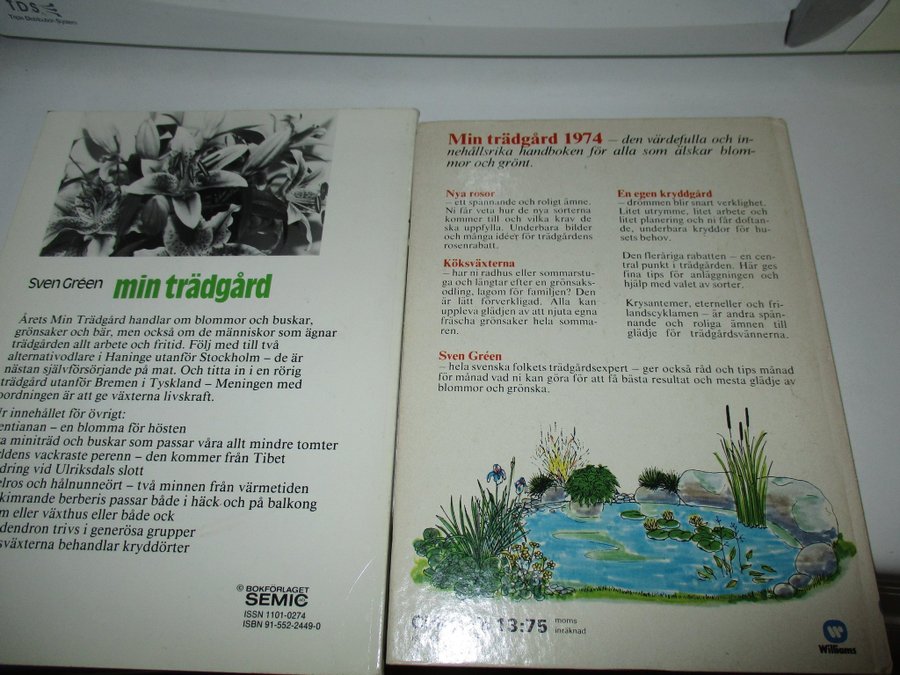 TDS
Triple Distribution System
Sven Gréen min trädgård
Årets Min Trädgård handlar om blommor och buskar,
grönsaker och bär, men också om de människor som ägnar
trädgården allt arbete och fritid. Följ med till två
alternativodlare i Haninge utanför Stockholm – de är
nästan självförsörjande på mat. Och titta in i en rörig
trädgård utanför Bremen i Tyskland – Meningen med
oordningen är att ge växterna livskraft.
r innehållet för övrigt:
entianan – en blomma för hösten
a miniträd och buskar som passar våra allt mindre tomter
ldens vackraste perenn – den kommer från Tibet
dring vid Ulriksdals slott
elros och hålnunneört – två minnen från värmetiden
kimrande berberis passar både i häck och på balkong
m eller växthus eller både ock
dendron trivs i generösa grupper
sväxterna behandlar kryddörter
© BOKFÖRLAGET
SEMIC
ISSN 1101-0274
ISBN 91-552-2449-0
Min trädgård 1974 – den värdefulla och in-
nehållsrika handboken för alla som älskar blom-
mor och grönt.
Nya rosor
– ett spännande och roligt ämne.
Ni får veta hur de nya sorterna
kommer till och vilka krav de
ska uppfylla. Underbara bilder
och många idéer för trädgårdens
rosenrabatt.
Köksväxterna
– har ni radhus eller sommarstu-
ga och längtar efter en grönsaks-
odling, lagom för familjen? Den
är lätt förverkligad. Alla kan
uppleva glädjen av att njuta egna
fräscha grönsaker hela somma-
ren.
En egen kryddgård
– drömmen blir snart verklighet.
Litet utrymme, litet arbete och
litet planering och ni får doftan-
de, underbara kryddor för hu-
sets behov.
Den fleråriga rabatten – en cen-
tral punkt i trädgården. Här ges
fina tips för anläggningen och
hjälp med valet av sorter.
Krysantemer, eterneller och fri-
landscyklamen – är andra spän-
nande och roliga ämnen till
glädje för trädgårdsvännerna.
Sven Gréen
– hela svenska folkets trädgårdsexpert – ger också råd och tips månad
för månad vad ni kan göra för att få bästa resultat och mesta glädje av
blommor och grönska.
13:75 moms
inräknad
Williams